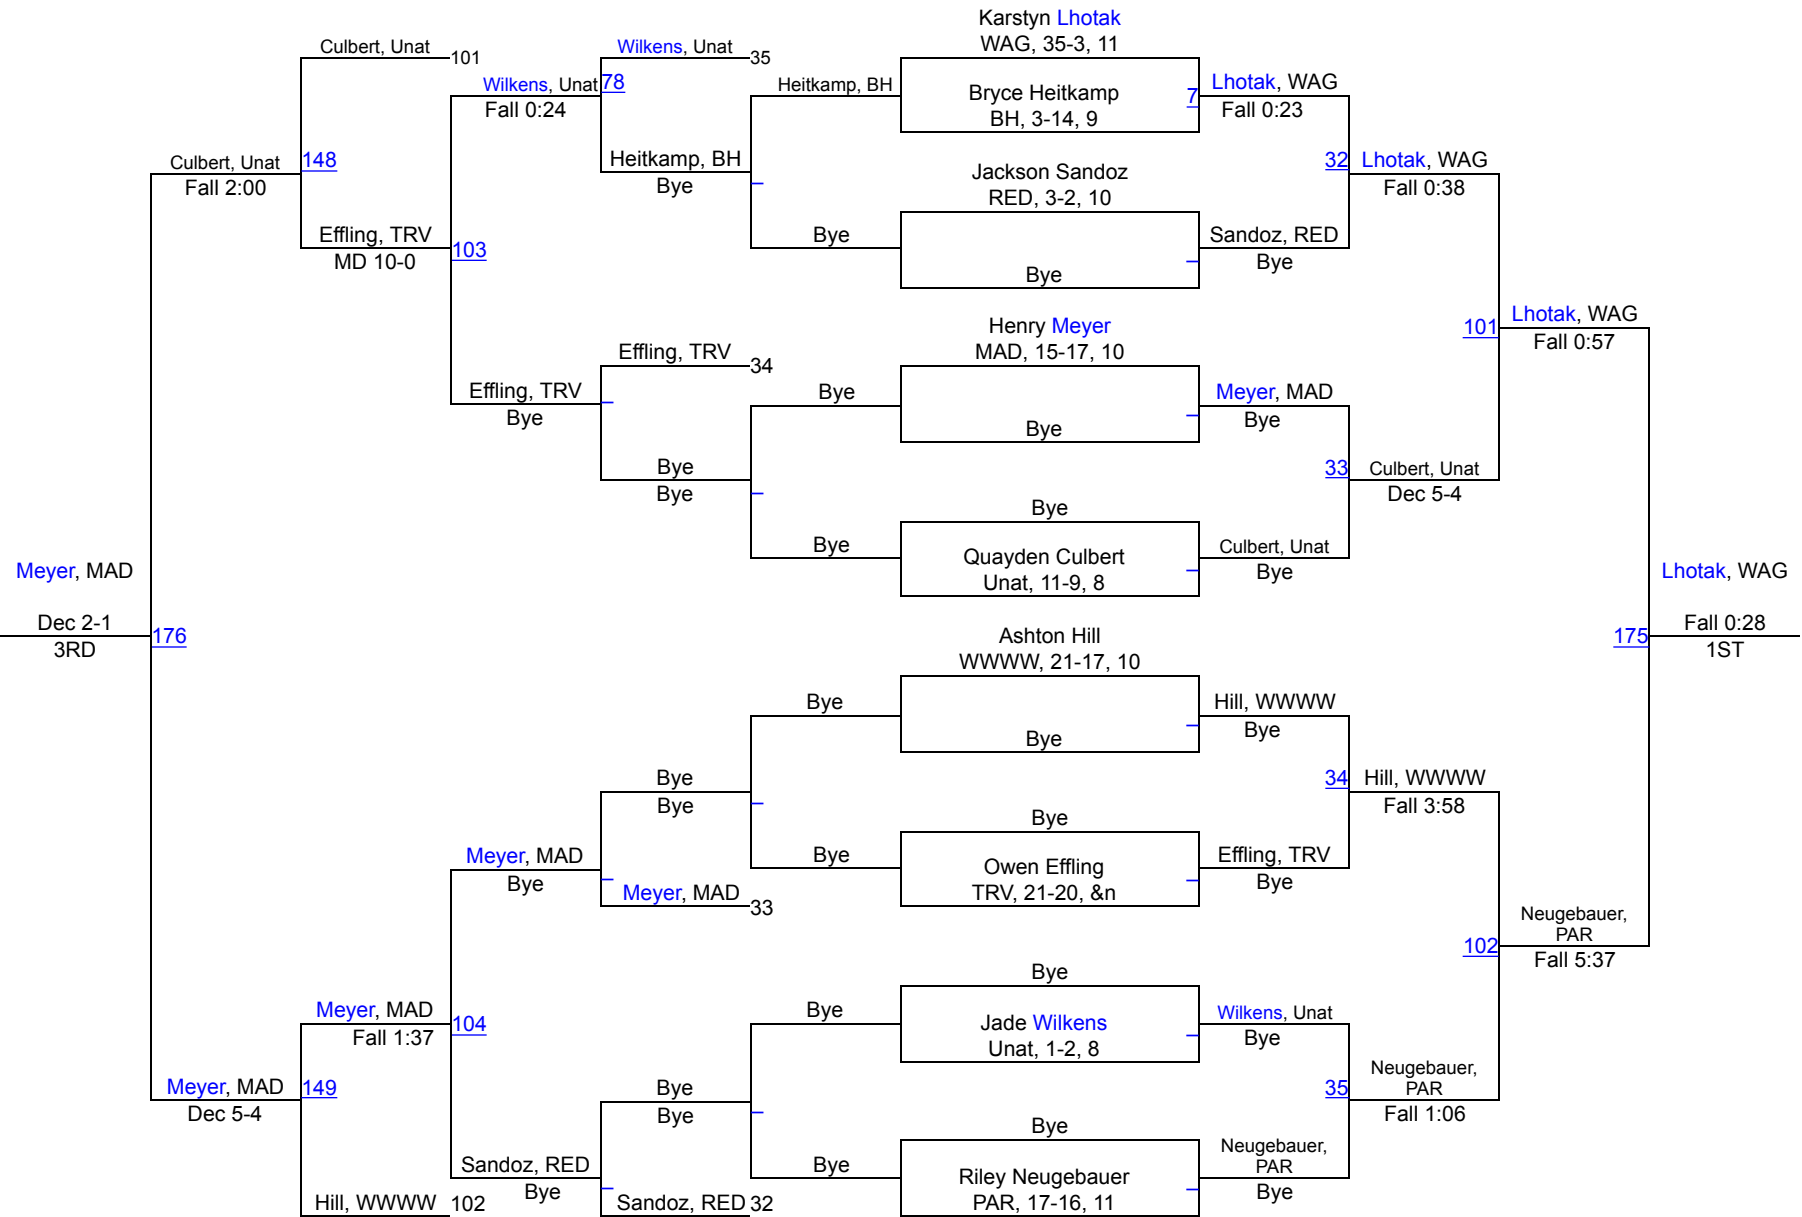 Karstyn Lhotak
WAG, 35-3, 11
Culbert, Unat
101
Wilkens, Unat
35
Wilkens, Unat
78
Fall 0:24
Heitkamp, BH
Bryce Heitkamp
BH, 3-14, 9
7
Lhotak, WAG
Fall 0:23
Culbert, Unat
148
Fall 2:00
Heitkamp, BH
Bye
Jackson Sandoz
RED, 3-2, 10
32
Lhotak, WAG
Fall 0:38
Effling, TRV
MD 10-0
103
Bye
Bye
Sandoz, RED
Bye
Henry Meyer
MAD, 15-17, 10
101
Lhotak, WAG
Fall 0:57
Effling, TRV
34
Effling, TRV
Bye
Bye
Bye
Meyer, MAD
Bye
Bye
Bye
Bye
33
Culbert, Unat
Dec 5-4
Bye
Quayden Culbert
Unat, 11-9, 8
Culbert, Unat
Bye
Meyer, MAD
Dec 2-1
3RD
176
Lhotak, WAG
175
Fall 0:28
1ST
Ashton Hill
WWWW, 21-17, 10
Bye
Bye
Hill, WWWW
Bye
Bye
Bye
34
Hill, WWWW
Fall 3:58
Meyer, MAD
Bye
Bye
Bye
Owen Effling
TRV, 21-20, &n
Effling, TRV
Bye
Meyer, MAD
33
Neugebauer,
PAR
102
Fall 5:37
Bye
Meyer, MAD
Fall 1:37
104
Bye
Jade Wilkens
Unat, 1-2, 8
Wilkens, Unat
Bye
Meyer, MAD
149
Dec 5-4
Bye
Bye
35
Neugebauer,
PAR
Fall 1:06
Bye
Sandoz, RED
Bye
Bye
Riley Neugebauer
PAR, 17-16, 11
Neugebauer,
PAR
Bye
Hill, WWWW
102
Sandoz, RED
32